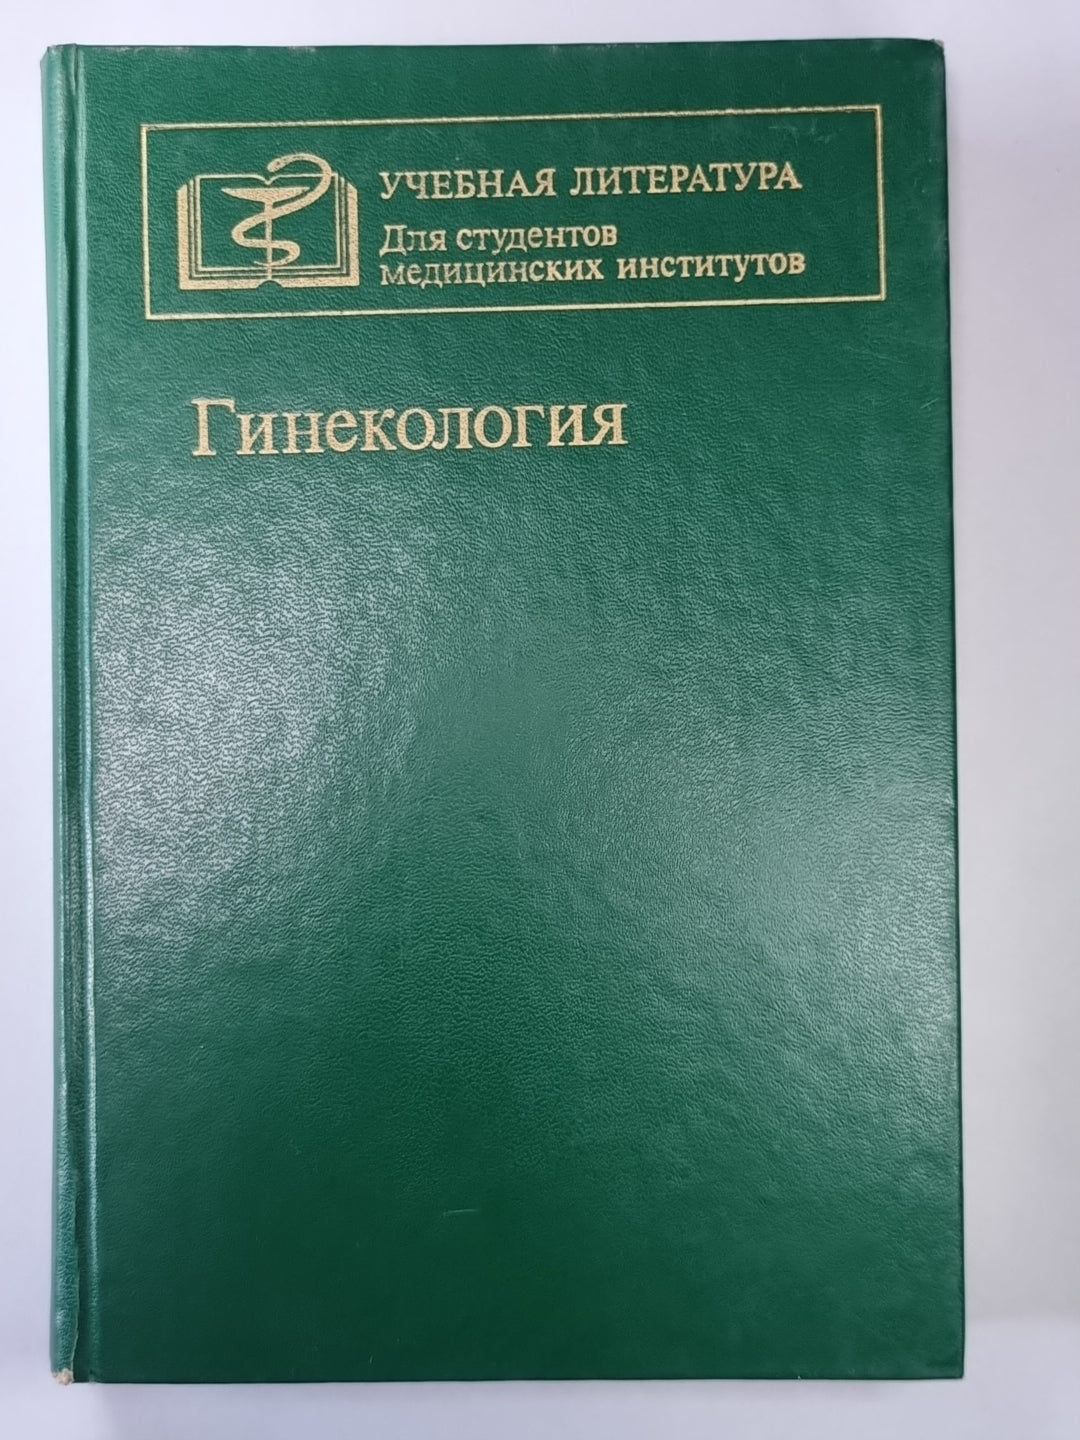 УЧЕБНАЯ ЛИТЕРАТУРА
Для студентов
медицинских институтов
Гинекология